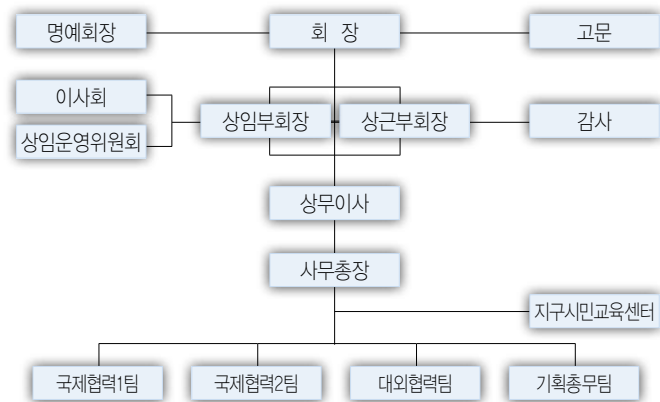 명예회장
회 장
고문
이사회
상임운영위원회
상임부회장
상근부회장
감사
상무이사
사무총장
지구시민교육센터
국제협력1팀
국제협력2팀
대외협력팀
기획총무팀